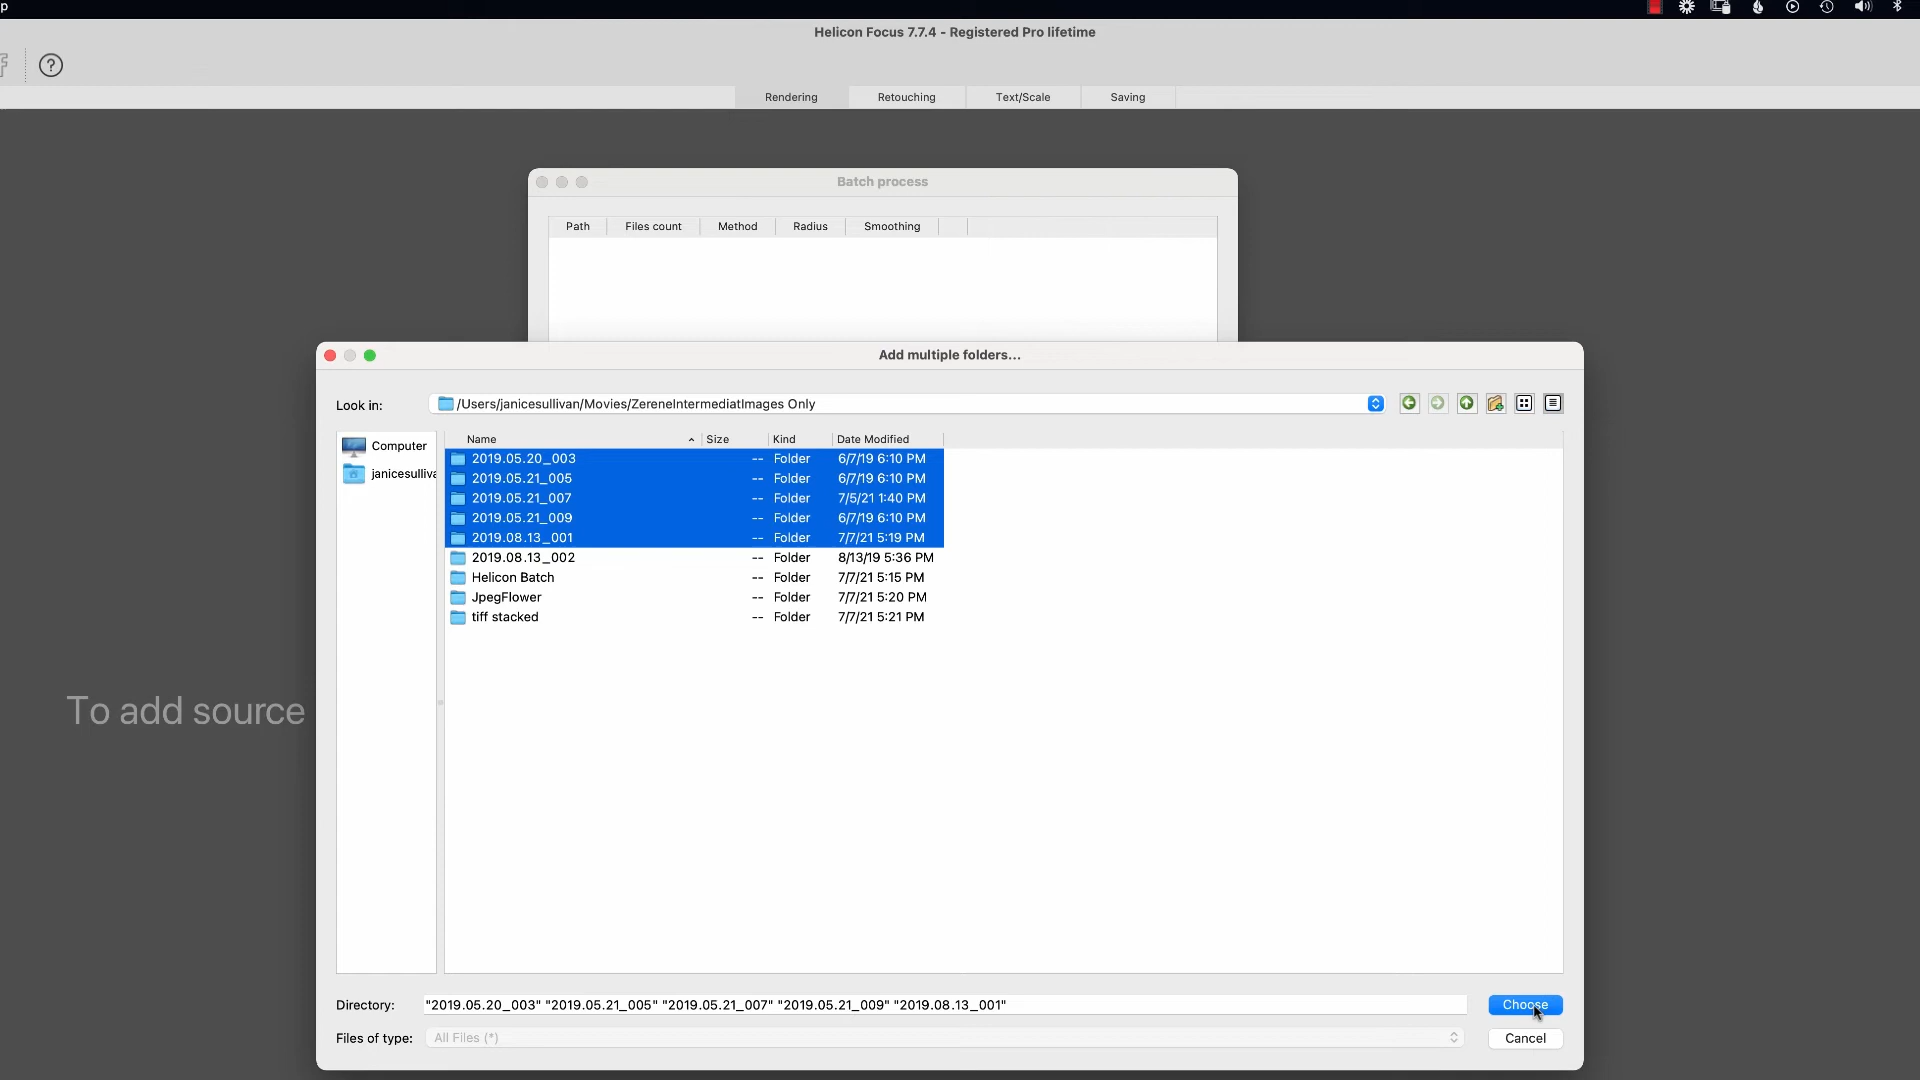 p
Helicon Focus 7.7.4 - Registered Pro lifetime
f ?
Rendering Retouching Text/Scale Saving
Batch process
Path Files count Method Radius Smoothing
Add multiple folders...
Look in: /Users/janicesullivan/Movies/ZereneIntermediatImages Only
Computer
janicesulliva
Name Size Kind Date Modified
2019.05.20_003 -- Folder 6/7/19 6:10 PM
2019.05.21_005 -- Folder 6/7/19 6:10 PM
2019.05.21_007 -- Folder 7/5/21 1:40 PM
2019.05.21_009 -- Folder 6/7/19 6:10 PM
2019.08.13_001 -- Folder 7/7/21 5:19 PM
2019.08.13_002 -- Folder 8/13/19 5:36 PM
Helicon Batch -- Folder 7/7/21 5:15 PM
JpegFlower -- Folder 7/7/21 5:20 PM
tiff stacked -- Folder 7/7/21 5:21 PM
To add source
Directory: "2019.05.20_003" "2019.05.21_005" "2019.05.21_007" "2019.05.21_009" "2019.08.13_001" Choose
Files of type: All Files (*) Cancel